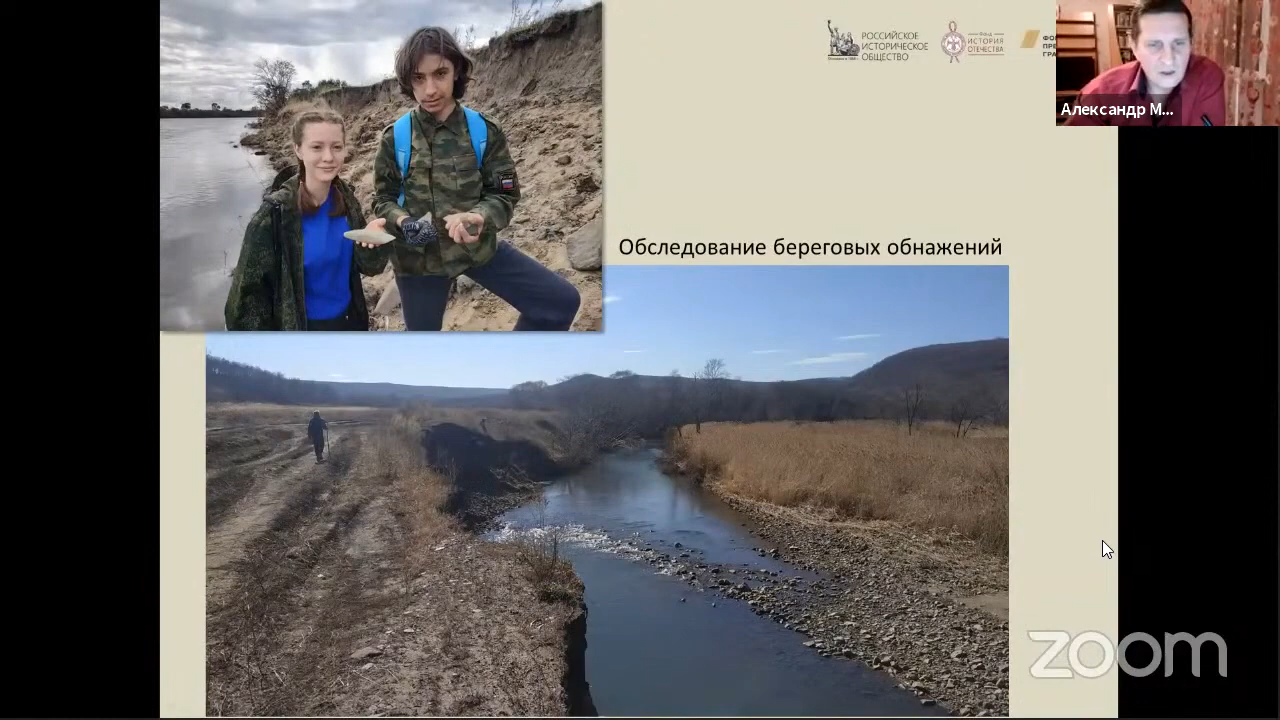 РОССИЙСКОЕ
ИСТОРИЧЕСКОЕ
ОБЩЕСТВО
ФОНД
ИСТОРИЯ
ОТЕЧЕСТВА
Александр М...
Обследование береговых обнажений
zoom